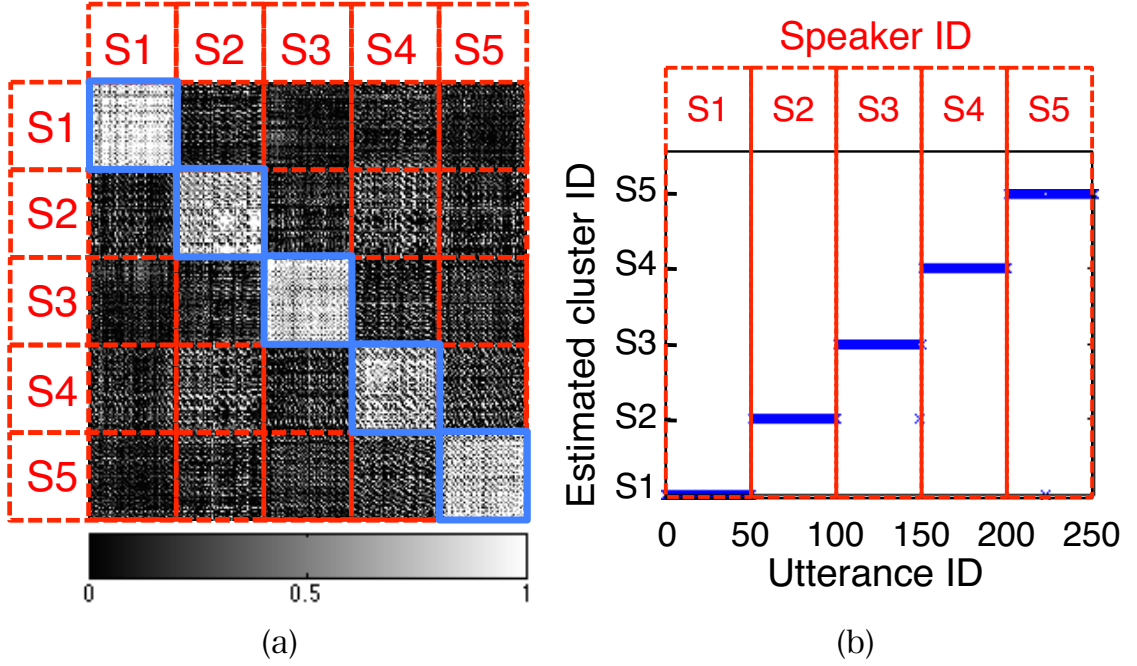 S1 S2 S3 S4 S5
S1
S2
S3
S4
S5
0 0.5 1
(a)
Speaker ID
S1 S2 S3 S4 S5
Estimated cluster ID
S5
S4
S3
S2
S1
0 50 100 150 200 250
Utterance ID
(b)